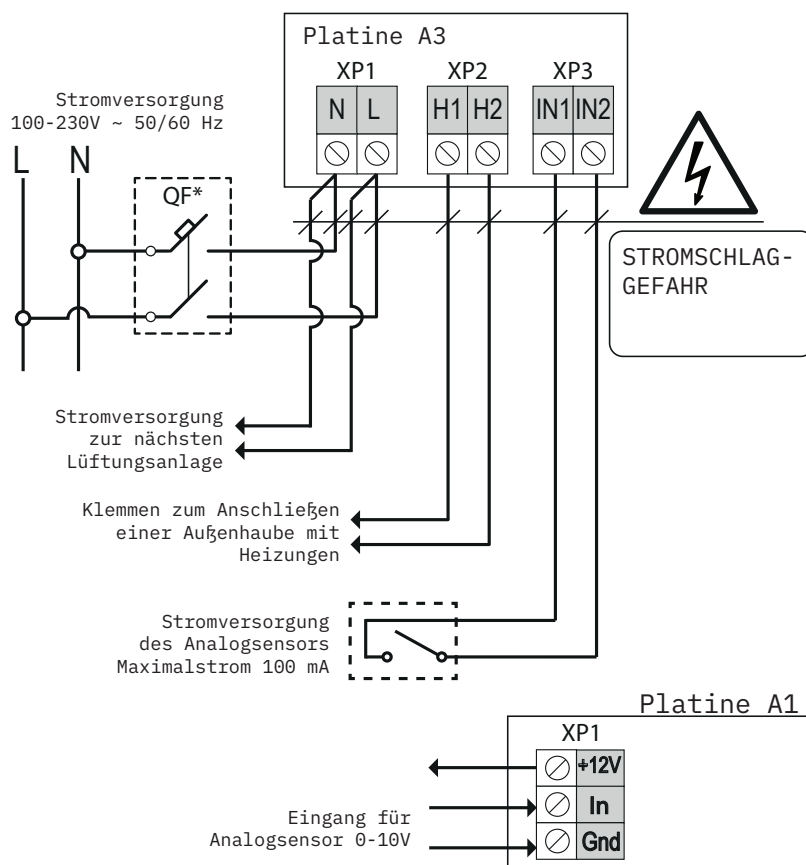 Platine A3
XP1
XP2
XP3
N
L
H1
H2
IN1
IN2
Stromversorgung
100-230V ~ 50/60 Hz
L
N
QF*
STROMSCHLAG-
GEFAHR
Stromversorgung
zur nächsten
Lüftungsanlage
Klemmen zum Anschließen
einer Außenhaube mit
Heizungen
Stromversorgung
des Analogsensors
Maximalstrom 100 mA
Platine A1
XP1
+12V
In
Gnd
Eingang für
Analogsensor 0-10V